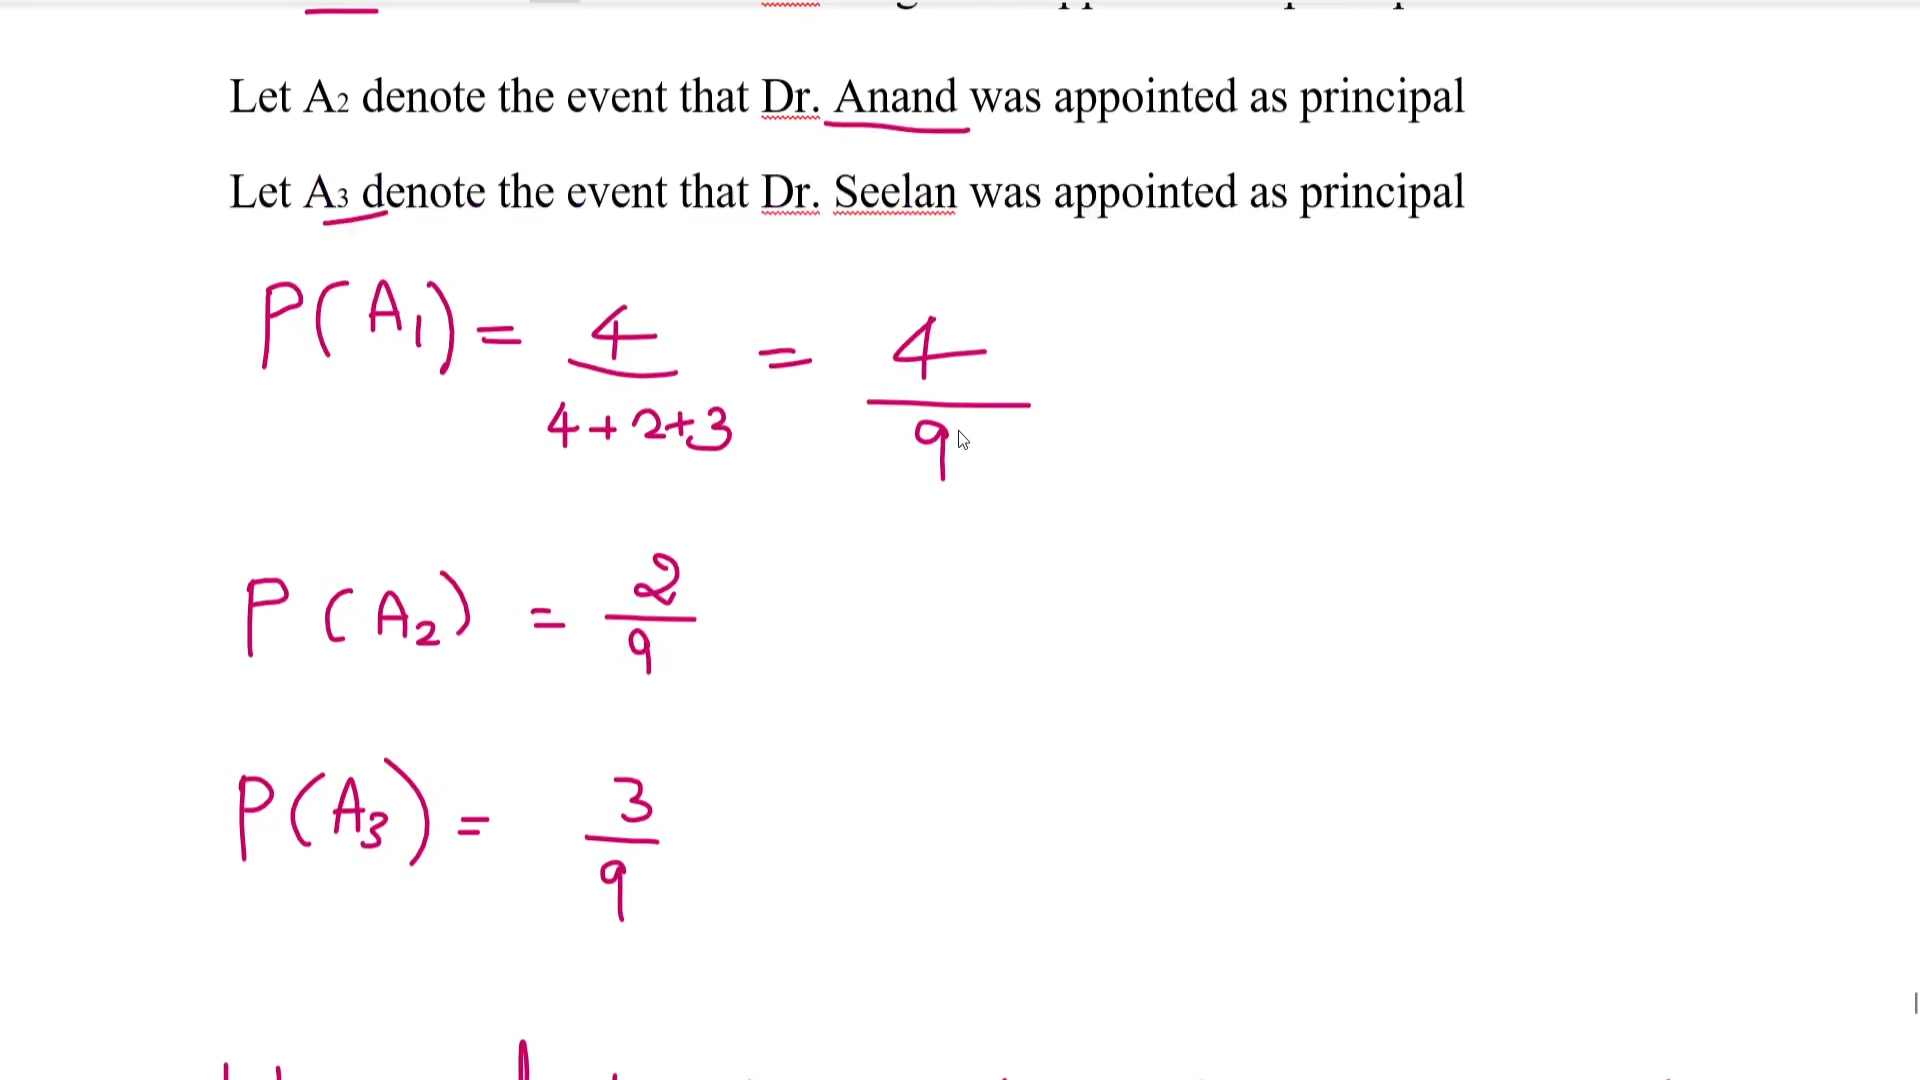 Let A2 denote the event that Dr. Anand was appointed as principal
Let A3 denote the event that Dr. Seelan was appointed as principal
P(A1) = 4 / 4+2+3 = 4 / 9
P(A2) = 2 / 9
P(A3) = 3 / 9